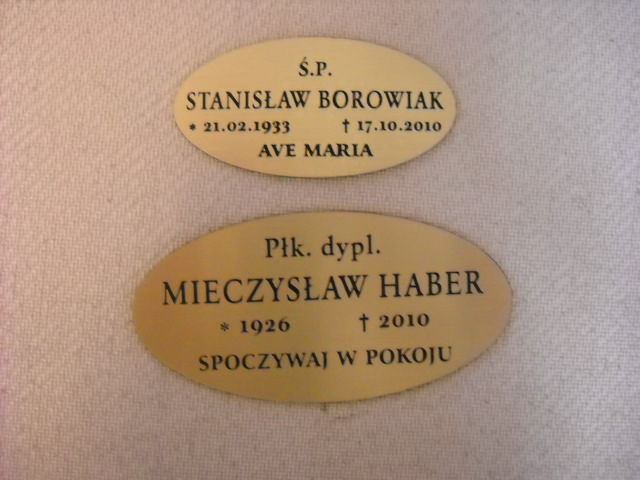 Ś.P.
STANISŁAW BOROWIAK
* 21.02.1933 † 17.10.2010
AVE MARIA
Płk. dypl.
MIECZYSŁAW HABER
* 1926 † 2010
SPOCZYWAJ W POKOJU